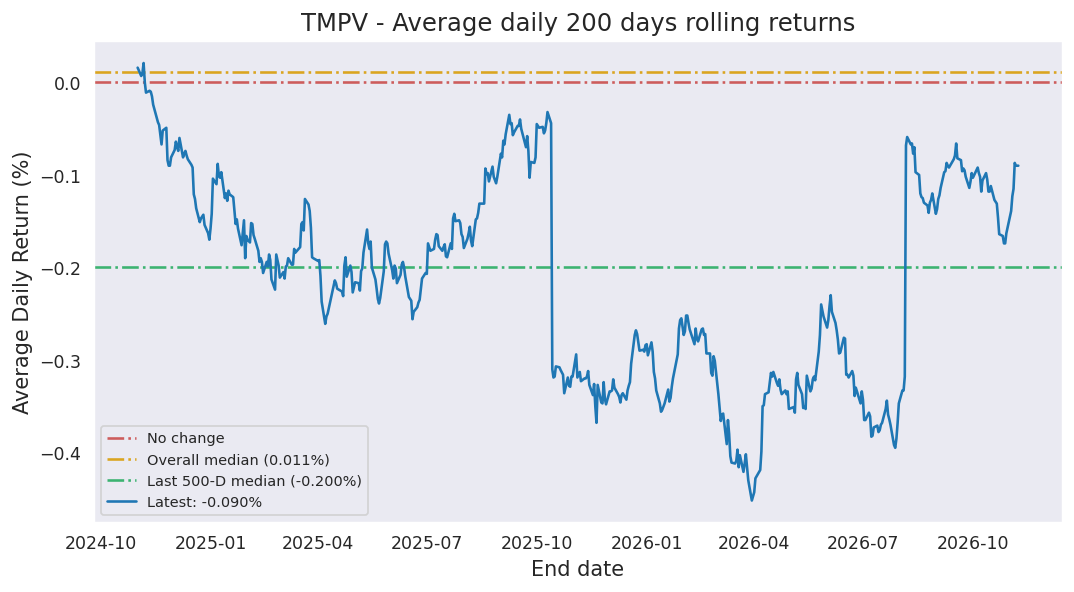 TMPV - Average daily 200 days rolling returns
Average Daily Return (%)
0.0
−0.1
−0.2
−0.3
−0.4
No change
Overall median (0.011%)
Last 500-D median (-0.200%)
Latest: -0.090%
2024-10 2025-01 2025-04 2025-07 2025-10 2026-01 2026-04 2026-07 2026-10
End date